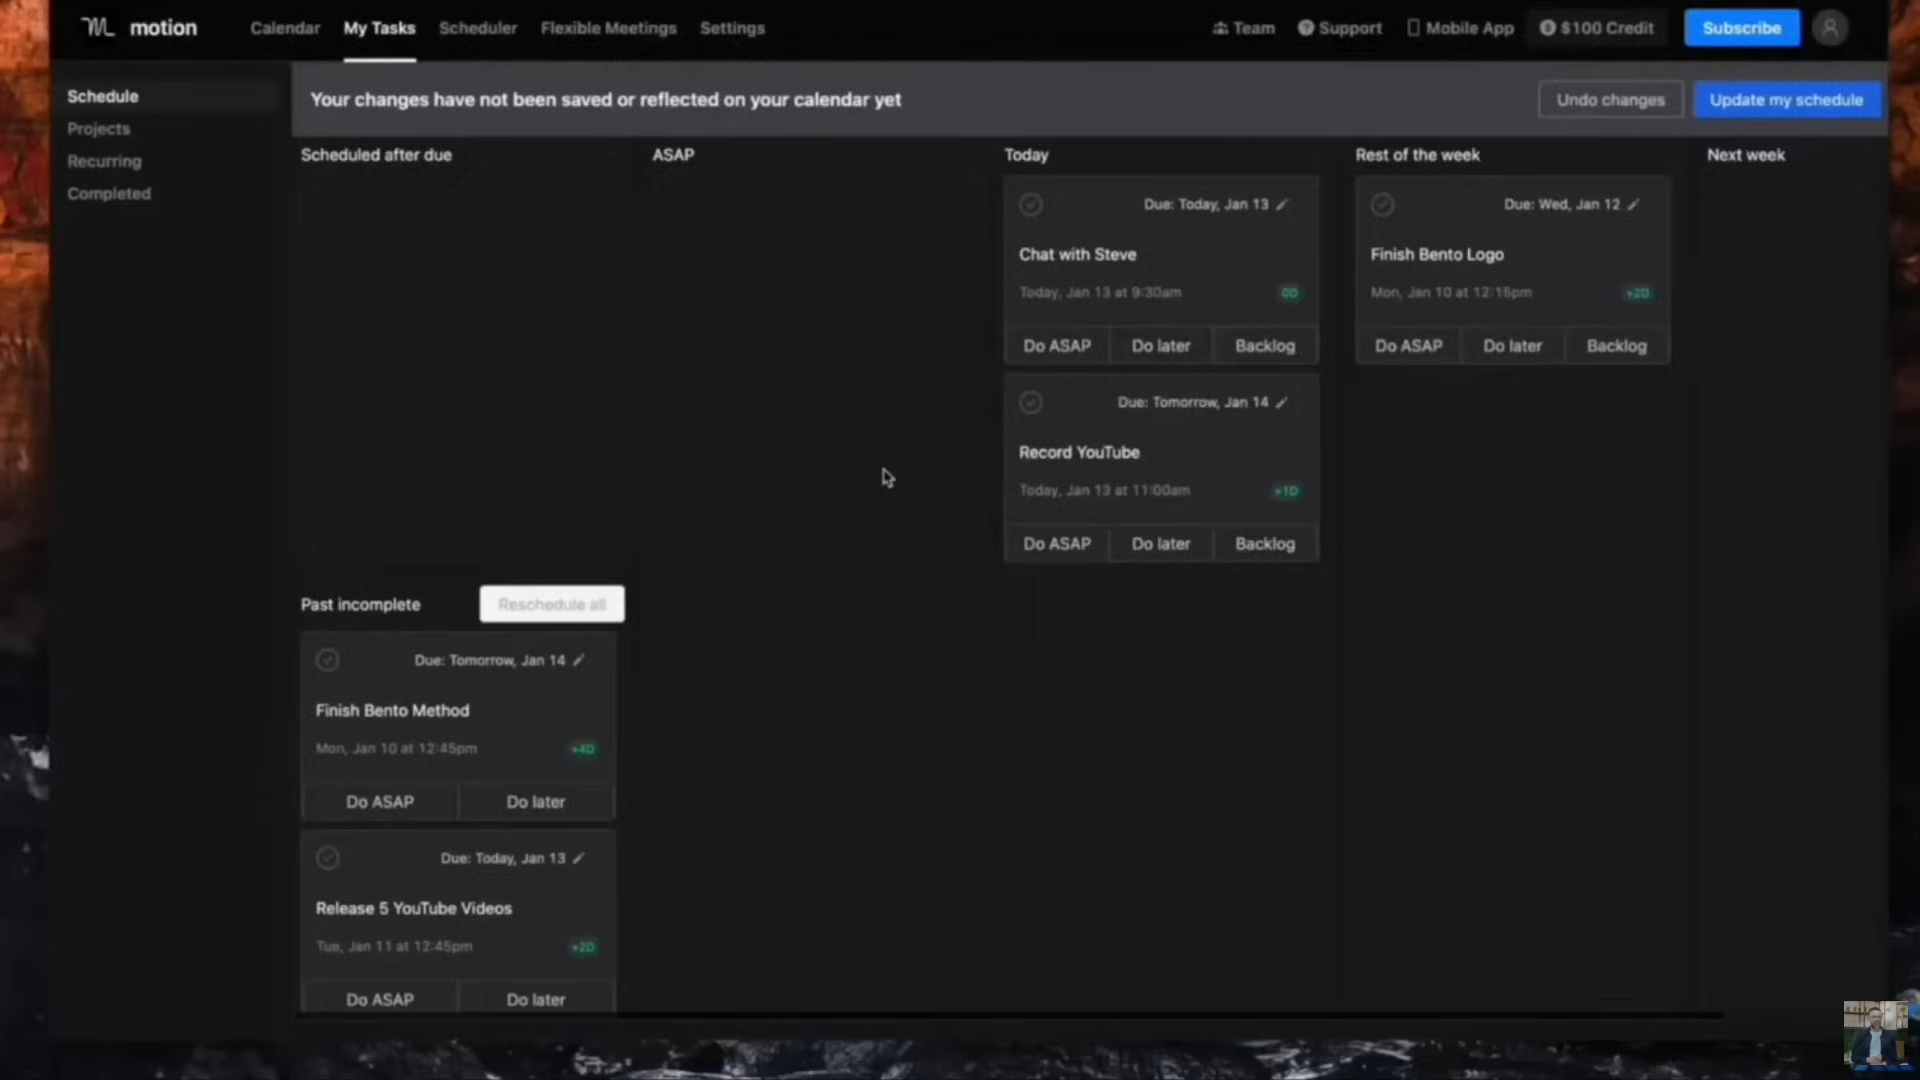 motion
Calendar
My Tasks
Scheduler
Flexible Meetings
Settings
Team
Support
Mobile App
$100 Credit
Subscribe
Schedule
Projects
Recurring
Completed
Your changes have not been saved or reflected on your calendar yet
Undo changes
Update my schedule
Scheduled after due
ASAP
Today
Rest of the week
Next week
Due: Today, Jan 13
Chat with Steve
Today, Jan 13 at 9:30am
0D
Do ASAP
Do later
Backlog
Due: Tomorrow, Jan 14
Record YouTube
Today, Jan 13 at 11:00am
+1D
Do ASAP
Do later
Backlog
Due: Wed, Jan 12
Finish Bento Logo
Mon, Jan 10 at 12:15pm
+2D
Do ASAP
Do later
Backlog
Past incomplete
Reschedule all
Due: Tomorrow, Jan 14
Finish Bento Method
Mon, Jan 10 at 12:45pm
+4D
Do ASAP
Do later
Due: Today, Jan 13
Release 5 YouTube Videos
Tue, Jan 11 at 12:45pm
+2D
Do ASAP
Do later